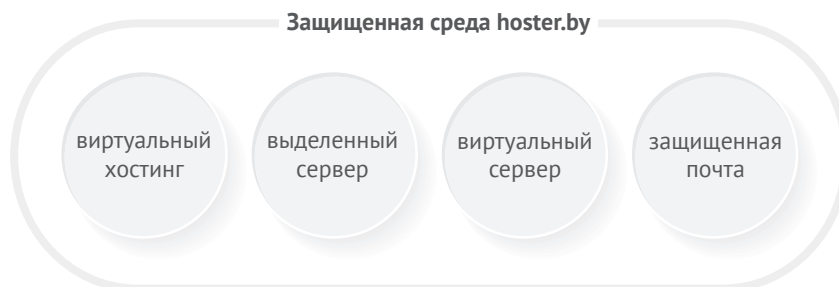 Защищенная среда hoster.by
виртуальный
хостинг
выделенный
сервер
виртуальный
сервер
защищенная
почта